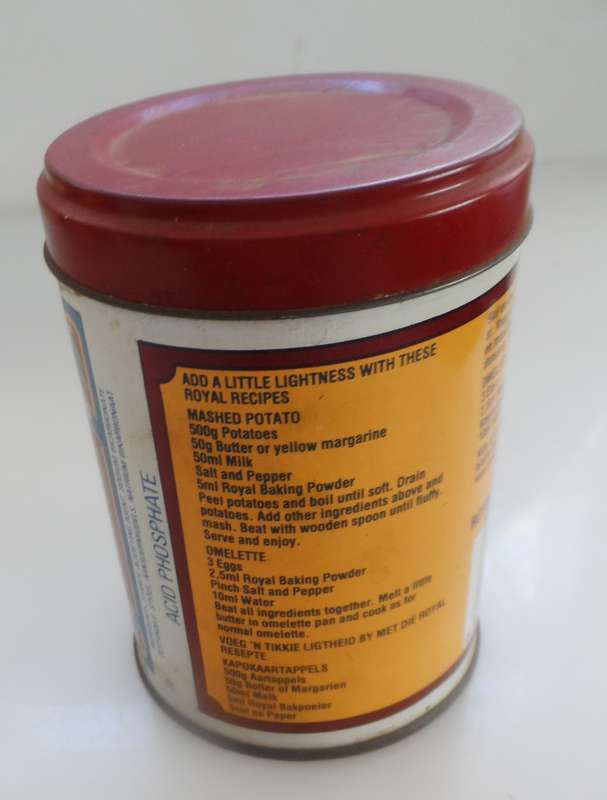 ADD A LITTLE LIGHTNESS WITH THESE
ROYAL RECIPES
MASHED POTATO
500g Potatoes
50g Butter or yellow margarine
50ml Milk
Salt and Pepper
5ml Royal Baking Powder
Peel potatoes and boil until soft. Drain
potatoes. Add other ingredients above and
mash. Beat with wooden spoon until fluffy.
Serve and enjoy.
OMELETTE
3 Eggs
2,5ml Royal Baking Powder
Pinch Salt and Pepper
10ml Water
Beat all ingredients together. Melt a little
butter in omelette pan and cook as for
normal omelette.
VOEG 'N TIKKIE LIGTHEID BY MET DIE ROYAL
RESEPTE
KAPOKAARTAPPELS
500g Aartappels
50g Botter of Margarien
50ml Melk
5ml Royal Bakpoeier
Sout en Peper
ACID PHOSPHATE